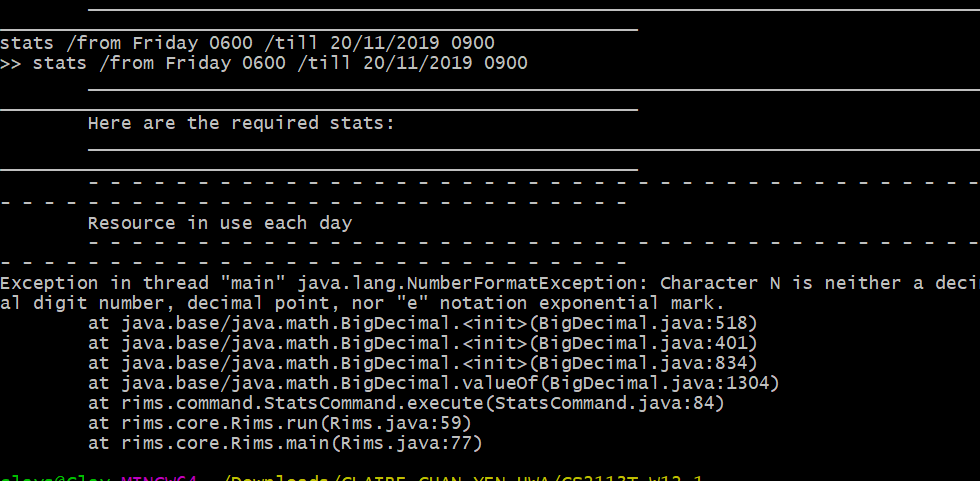 stats /from Friday 0600 /till 20/11/2019 0900
>> stats /from Friday 0600 /till 20/11/2019 0900
Here are the required stats:
- - - - - - - - - - - - - - - - - - - - - - - - - - - - - - - - - - - - - - - - -
- - - - - - - - - - - - - - - - - - - - - - - - - - - - -
Resource in use each day
- - - - - - - - - - - - - - - - - - - - - - - - - - - - - - - - - - - - - - - - -
- - - - - - - - - - - - - - - - - - - - - - - - - - - - -
Exception in thread "main" java.lang.NumberFormatException: Character N is neither a deci
al digit number, decimal point, nor "e" notation exponential mark.
at java.base/java.math.BigDecimal.<init>(BigDecimal.java:518)
at java.base/java.math.BigDecimal.<init>(BigDecimal.java:401)
at java.base/java.math.BigDecimal.<init>(BigDecimal.java:834)
at java.base/java.math.BigDecimal.valueOf(BigDecimal.java:1304)
at rims.command.StatsCommand.execute(StatsCommand.java:84)
at rims.core.Rims.run(Rims.java:59)
at rims.core.Rims.main(Rims.java:77)